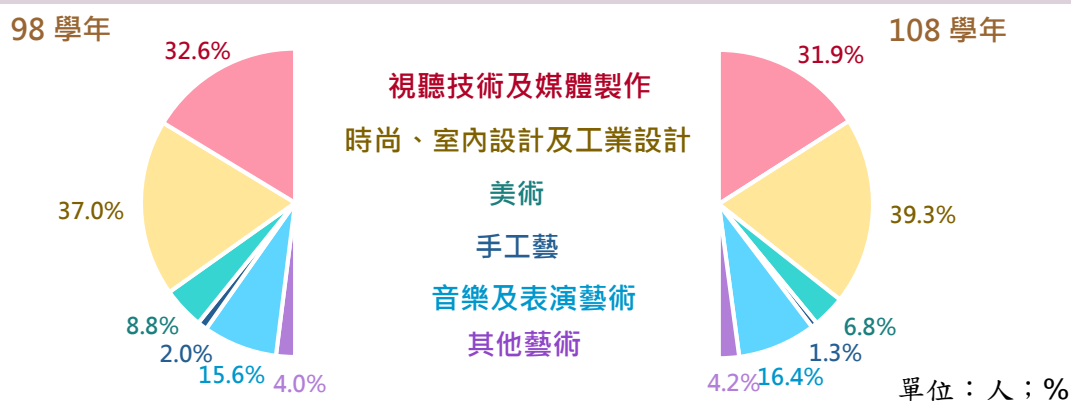 98 學年
108 學年
32.6%
37.0%
8.8%
2.0%
15.6%
4.0%
視聽技術及媒體製作
時尚、室內設計及工業設計
美術
手工藝
音樂及表演藝術
其他藝術
31.9%
39.3%
6.8%
1.3%
16.4%
4.2%
單位：人；%